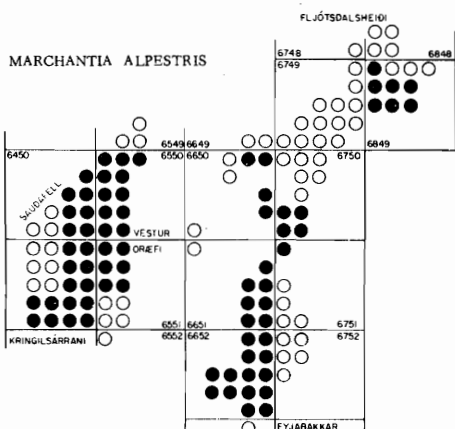 FLJÓTSDALSHEIÐI
MARCHANTIA ALPESTRIS
6748 6848
6749
6549 6649
6450 6550 6650 6750 6849
SAUÐAFELL
VESTUR
ÖRÆFI
6551 6651 6751
KRINGILSÁRRANI 6552 6652 6752
EYJABAKKAR